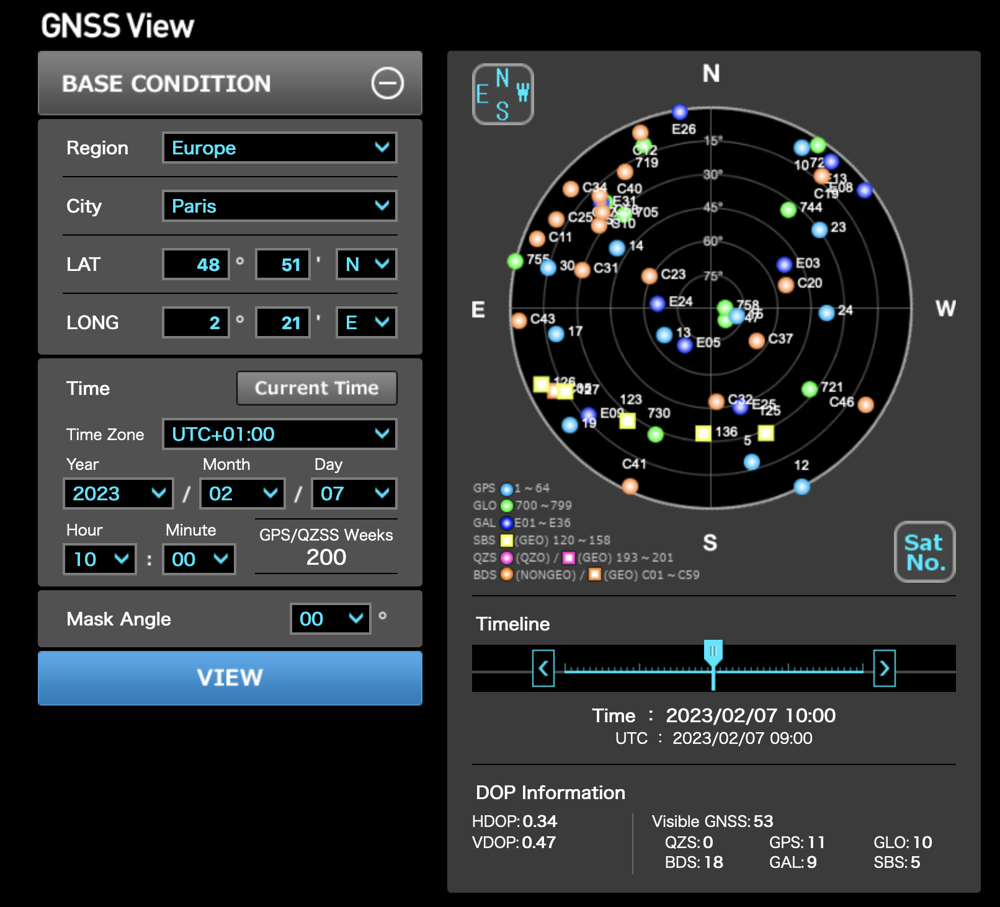 GNSS View
BASE CONDITION
Region Europe
City Paris
LAT 48 ° 51 ' N
LONG 2 ° 21 ' E
Time Current Time
Time Zone UTC+01:00
Year Month Day
2023 / 02 / 07
Hour Minute GPS/QZSS Weeks
10 : 00 200
Mask Angle 00 °
VIEW
N
E W
S
N
E26
C12
719
15°
10
E13
E08
C19
C34
C40
30°
E31
705
C10
45°
744
C25
23
C11
14
60°
755
30
C31
C23
75°
E03
C20
E24
758
E
W
24
C43
17
13
E05
C37
126
127
123
E09
19
730
C32
E25
125
721
C46
136
5
C41
12
S
GPS 1 ~ 64
GLO 700 ~ 799
GAL E01 ~ E36
SBS (GEO) 120 ~ 158
QZS (QZO) / (GEO) 193 ~ 201
BDS (NONGEO) / (GEO) C01 ~ C59
Sat
No.
Timeline
Time : 2023/02/07 10:00
UTC : 2023/02/07 09:00
DOP Information
HDOP: 0.34
VDOP: 0.47
Visible GNSS: 53
QZS: 0 GPS: 11 GLO: 10
BDS: 18 GAL: 9 SBS: 5